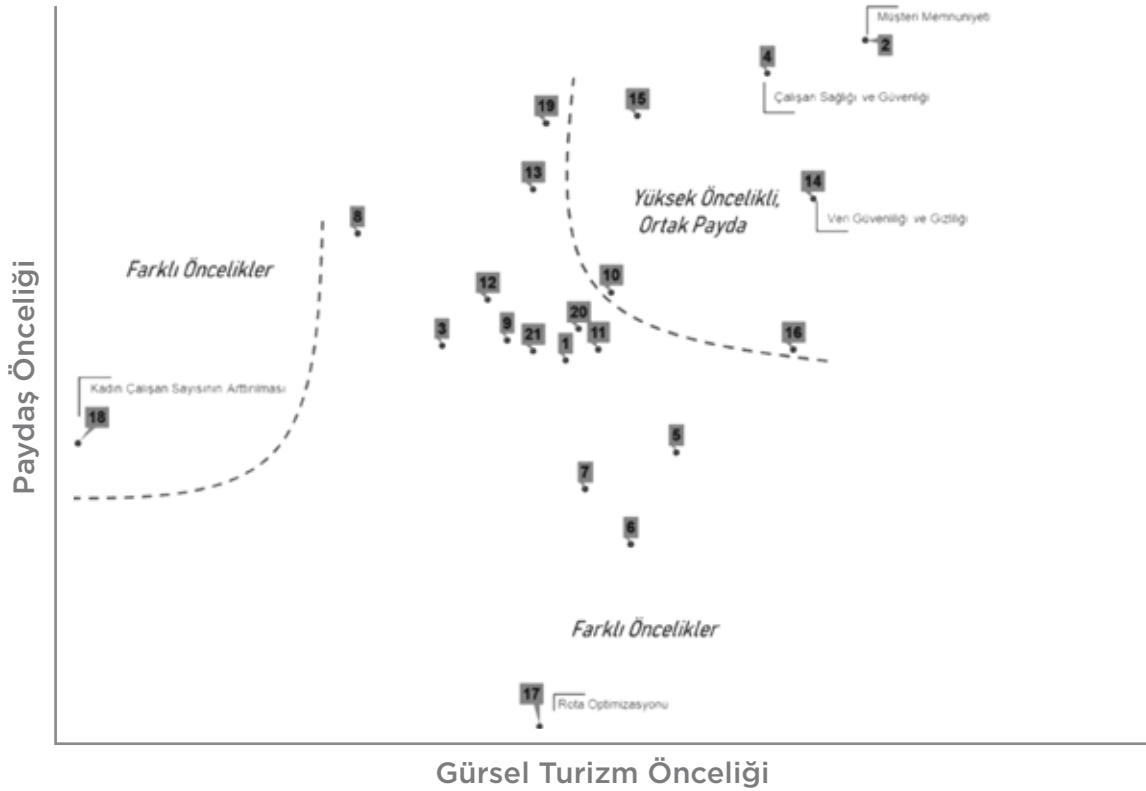 Müşteri Memnuniyeti
2
4
Çalışan Sağlığı ve Güvenliği
19
15
13
14
Yüksek Öncelikli,
Ortak Payda
Veri Güvenliği ve Gizliliği
8
Farklı Öncelikler
12
10
3
9
21
20
1
11
16
Kadın Çalışan Sayısının Arttırılması
18
5
7
6
Farklı Öncelikler
17
Rota Optimizasyonu
Paydaş Önceliği
Gürsel Turizm Önceliği